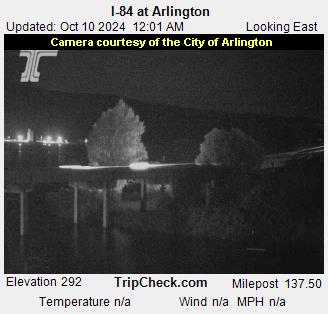 I-84 at Arlington
Updated: Oct 10 2024 12:01 AM Looking East
Camera courtesy of the City of Arlington
Elevation 292 TripCheck.com Milepost 137.50
Temperature n/a Wind n/a MPH n/a